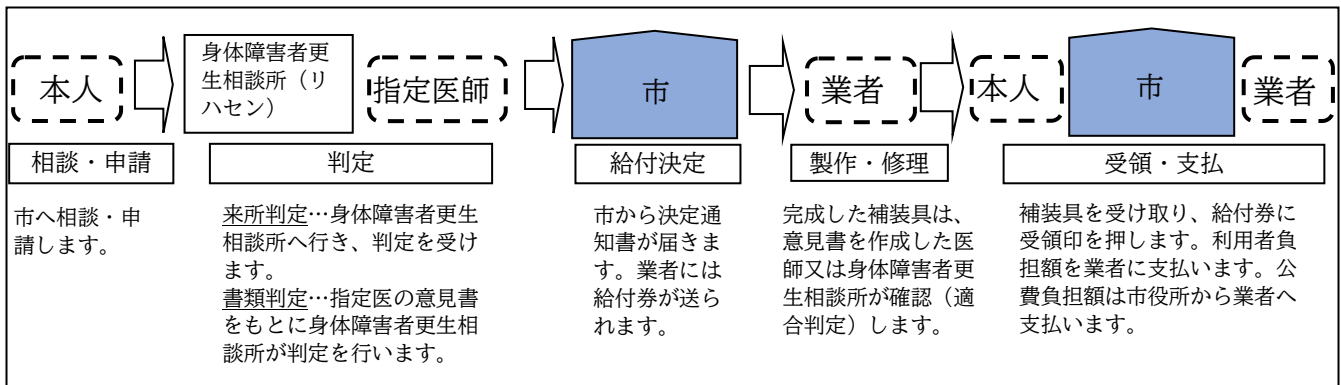 本人
身体障害者更
生相談所（リ
ハセン）
指定医師
市
業者
本人
市
業者
相談・申請
判定
給付決定
製作・修理
受領・支払
市へ相談・申
請します。
来所判定…身体障害者更生
相談所へ行き、判定を受け
ます。
書類判定…指定医の意見書
をもとに身体障害者更生相
談所が判定を行います。
市から決定通
知書が届きま
す。業者には
給付券が送ら
れます。
完成した補装具は、
意見書を作成した医
師又は身体障害者更
生相談所が確認（適
合判定）します。
補装具を受け取り、給付券に
受領印を押します。利用者負
担額を業者に支払います。公
費負担額は市役所から業者へ
支払います。